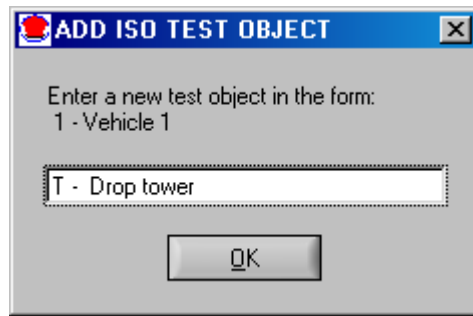 ADD ISO TEST OBJECT
Enter a new test object in the form:
1 - Vehicle 1
T -  Drop tower
OK